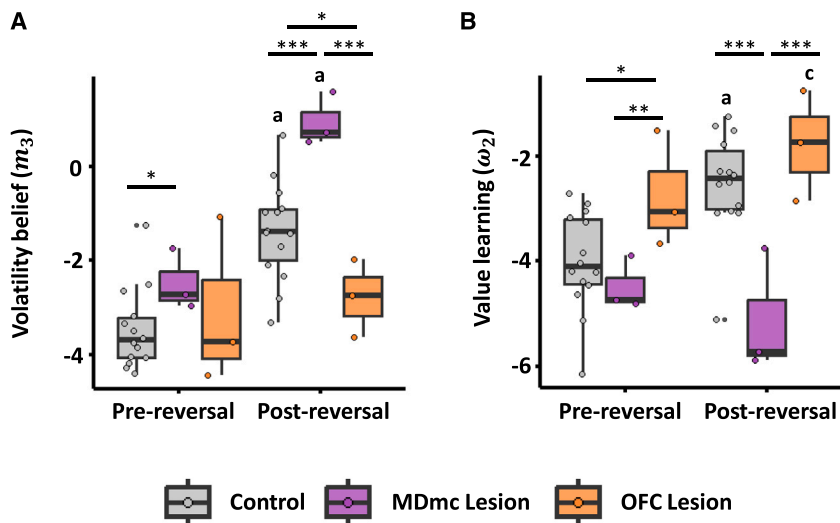 A
B
*
*** ***
*** ***
*
a
c
**
a
a
*
Volatility belief (m₃)
0
-2
-4
Pre-reversal Post-reversal
Value learning (ω₂)
-2
-4
-6
Pre-reversal Post-reversal
Control MDmc Lesion OFC Lesion